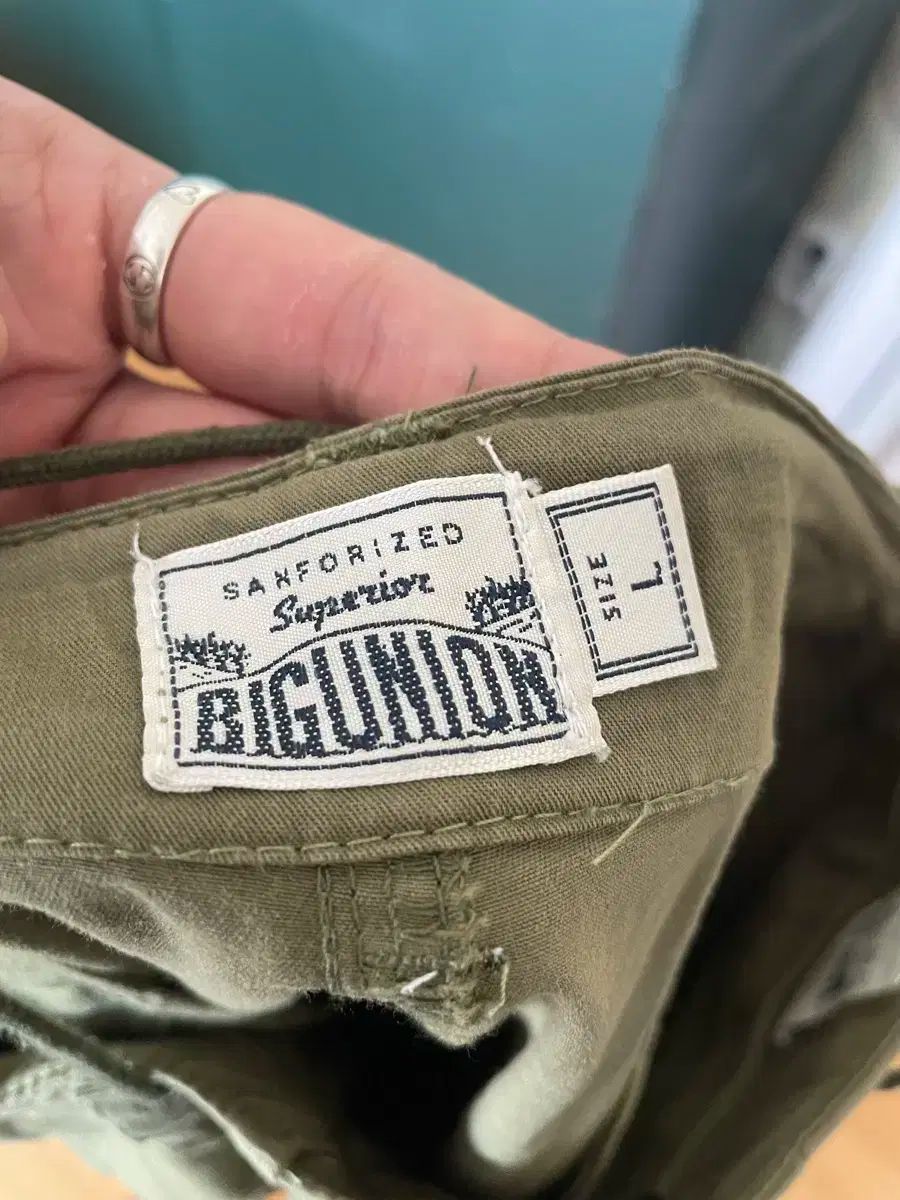 SANFORIZED
Superior
BIGUNION
SIZE
L